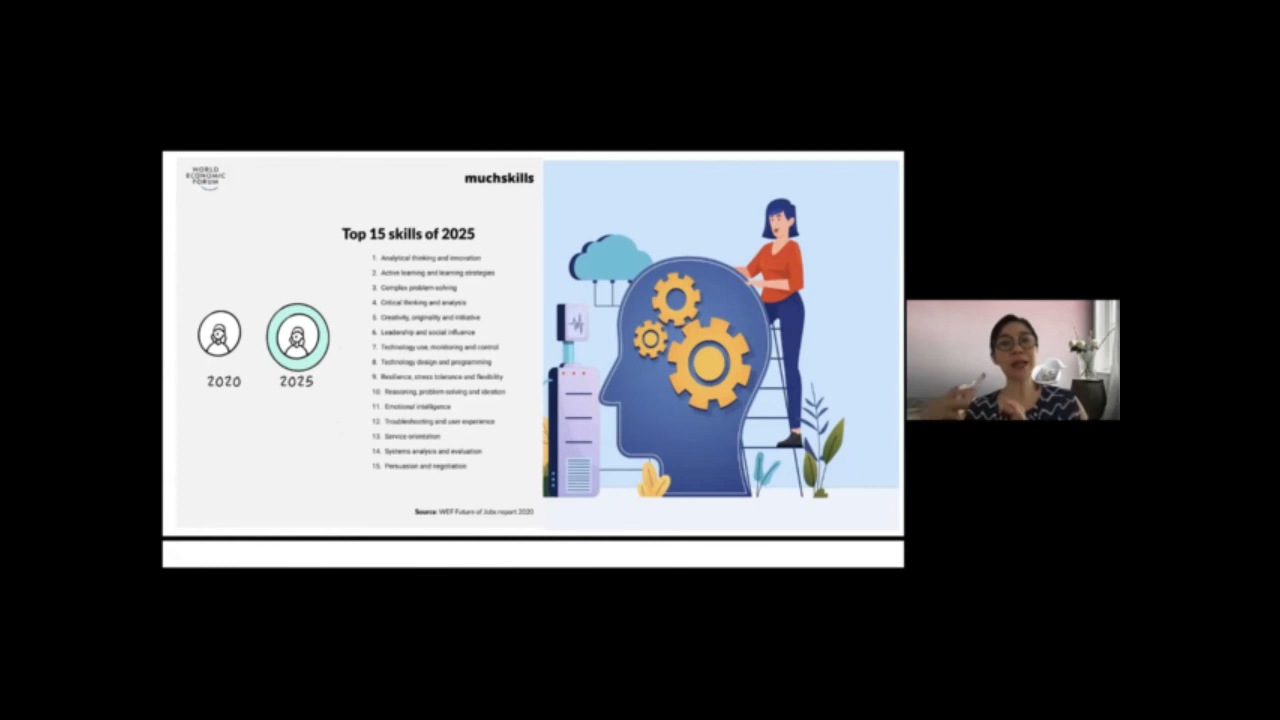 WORLD
ECONOMIC
FORUM
muchskills
Top 15 skills of 2025
1. Analytical thinking and innovation
2. Active learning and learning strategies
3. Complex problem-solving
4. Critical thinking and analysis
5. Creativity, originality and initiative
6. Leadership and social influence
7. Technology use, monitoring and control
8. Technology design and programming
9. Resilience, stress tolerance and flexibility
10. Reasoning, problem-solving and ideation
11. Emotional intelligence
12. Troubleshooting and user experience
13. Service orientation
14. Systems analysis and evaluation
15. Persuasion and negotiation
2020
2025
Source: WEF Future of Jobs report 2020